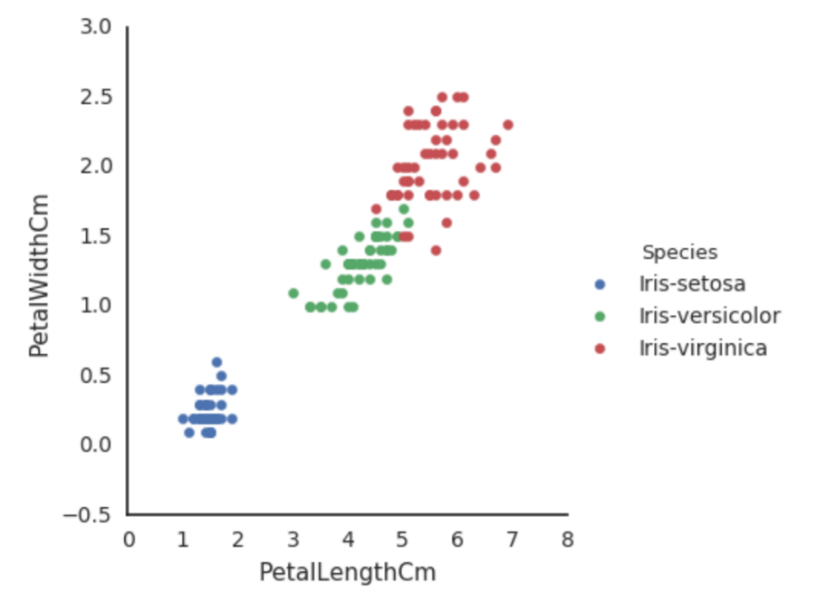 3.0
2.5
2.0
1.5
1.0
0.5
0.0
−0.5
PetalWidthCm
0 1 2 3 4 5 6 7 8
PetalLengthCm
Species
Iris-setosa
Iris-versicolor
Iris-virginica